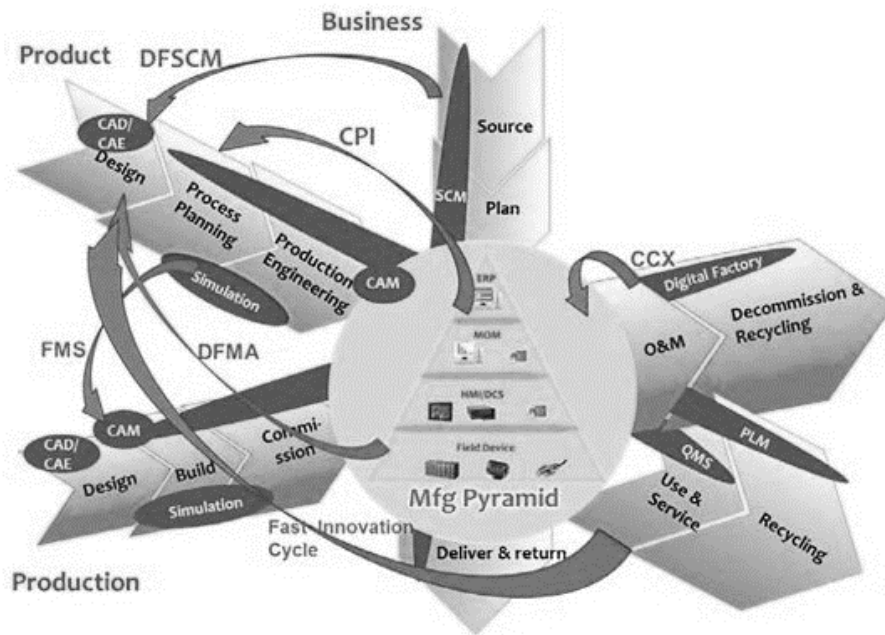 Business
Product
DFSCM
CPI
CAD/
CAE
Design
Process
Planning
Production
Engineering
Simulation
CAM
Source
SCM
Plan
CCX
Digital Factory
O&M
Decommission &
Recycling
ERP
MOM
HMI/DCS
Field Device
Mfg Pyramid
FMS
DFMA
CAM
CAD/
CAE
Design
Build
Commi-
ssion
Simulation
Fast-Innovation
Cycle
Deliver & return
PLM
QMS
Use &
Service
Recycling
Production